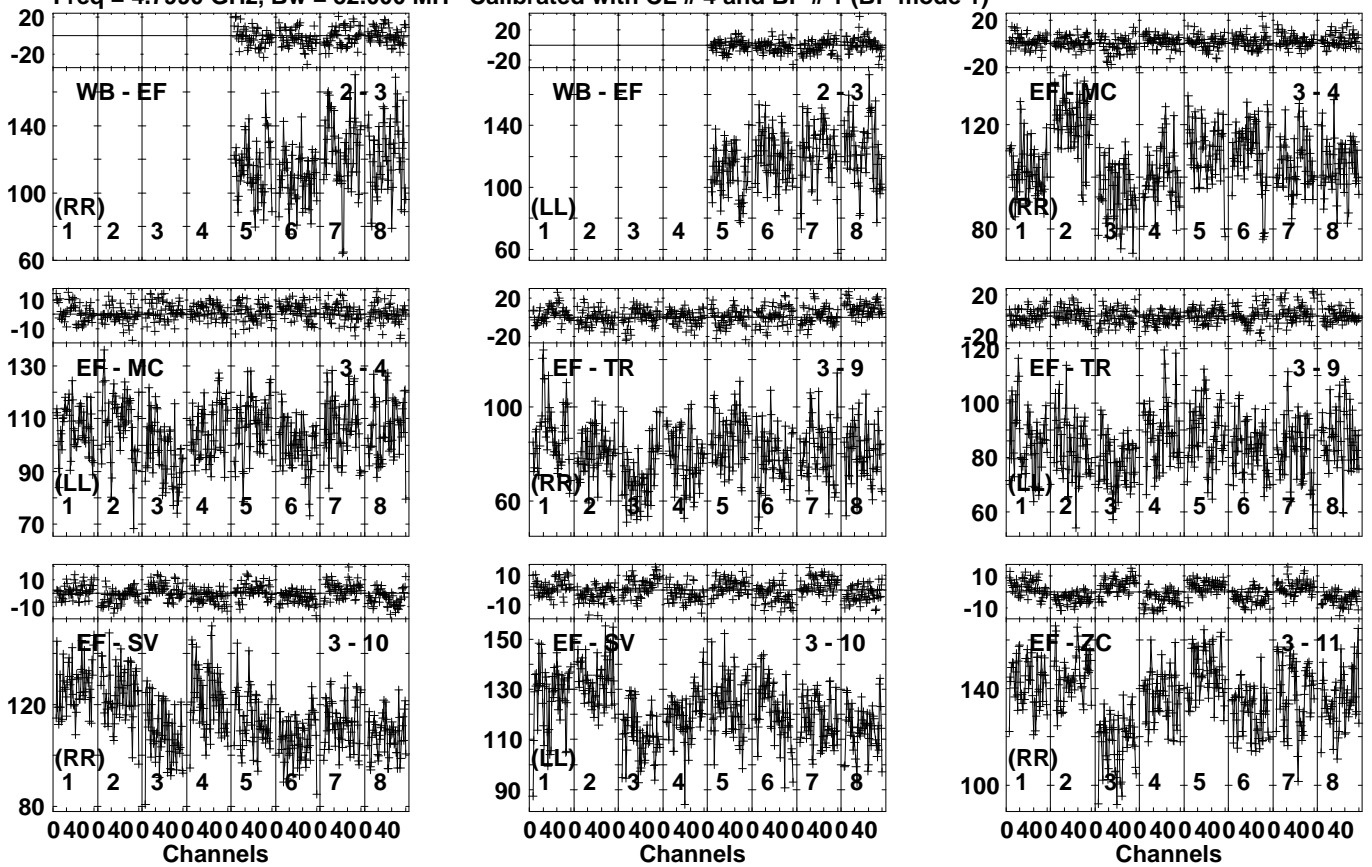 Calibrated with CL # 4 and BP # 1 (BP mode 1)
20
-20
WB - EF 2 - 3
140
100
(RR)
1 2 3 4 5 6 7 8
60
20
-20
WB - EF 2 - 3
140
100
(LL)
1 2 3 4 5 6 7 8
60
20
-20
EF - MC 3 - 4
120
(RR)
80
1 2 3 4 5 6 7 8
10
-10
130
EF - MC 3 - 4
110
90
(LL)
1 2 3 4 5 6 7 8
70
20
-20
EF - TR 3 - 9
100
(RR)
60
1 2 3 4 5 6 7 8
20
-20
120
EF - TR 3 - 9
100
80
(LL)
60
1 2 3 4 5 6 7 8
50
10
-10
EF - SV 3 - 10
120
(RR)
1 2 3 4 5 6 7 8
80
0 40 0 40 0 40 0 40 0 40 0 40 0 40 0 40
Channels
10
-10
150
EF - SV 3 - 10
130
110
(LL)
1 2 3 4 5 6 7 8
90
0 40 0 40 0 40 0 40 0 40 0 40 0 40 0 40
Channels
10
-10
EF - ZC 3 - 11
140
(RR)
1 2 3 4 5 6 7 8
100
0 40 0 40 0 40 0 40 0 40 0 40 0 40 0 40
Channels